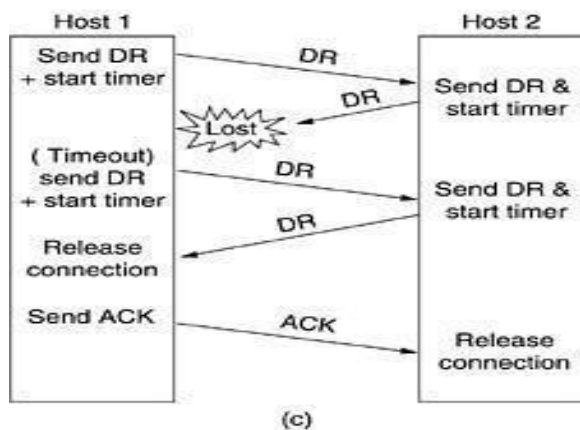 Host 1
Host 2
Send DR
+ start timer
DR
Send DR &
start timer
DR
Lost
( Timeout)
send DR
+ start timer
DR
Send DR &
start timer
DR
Release
connection
Send ACK
ACK
Release
connection
(c)